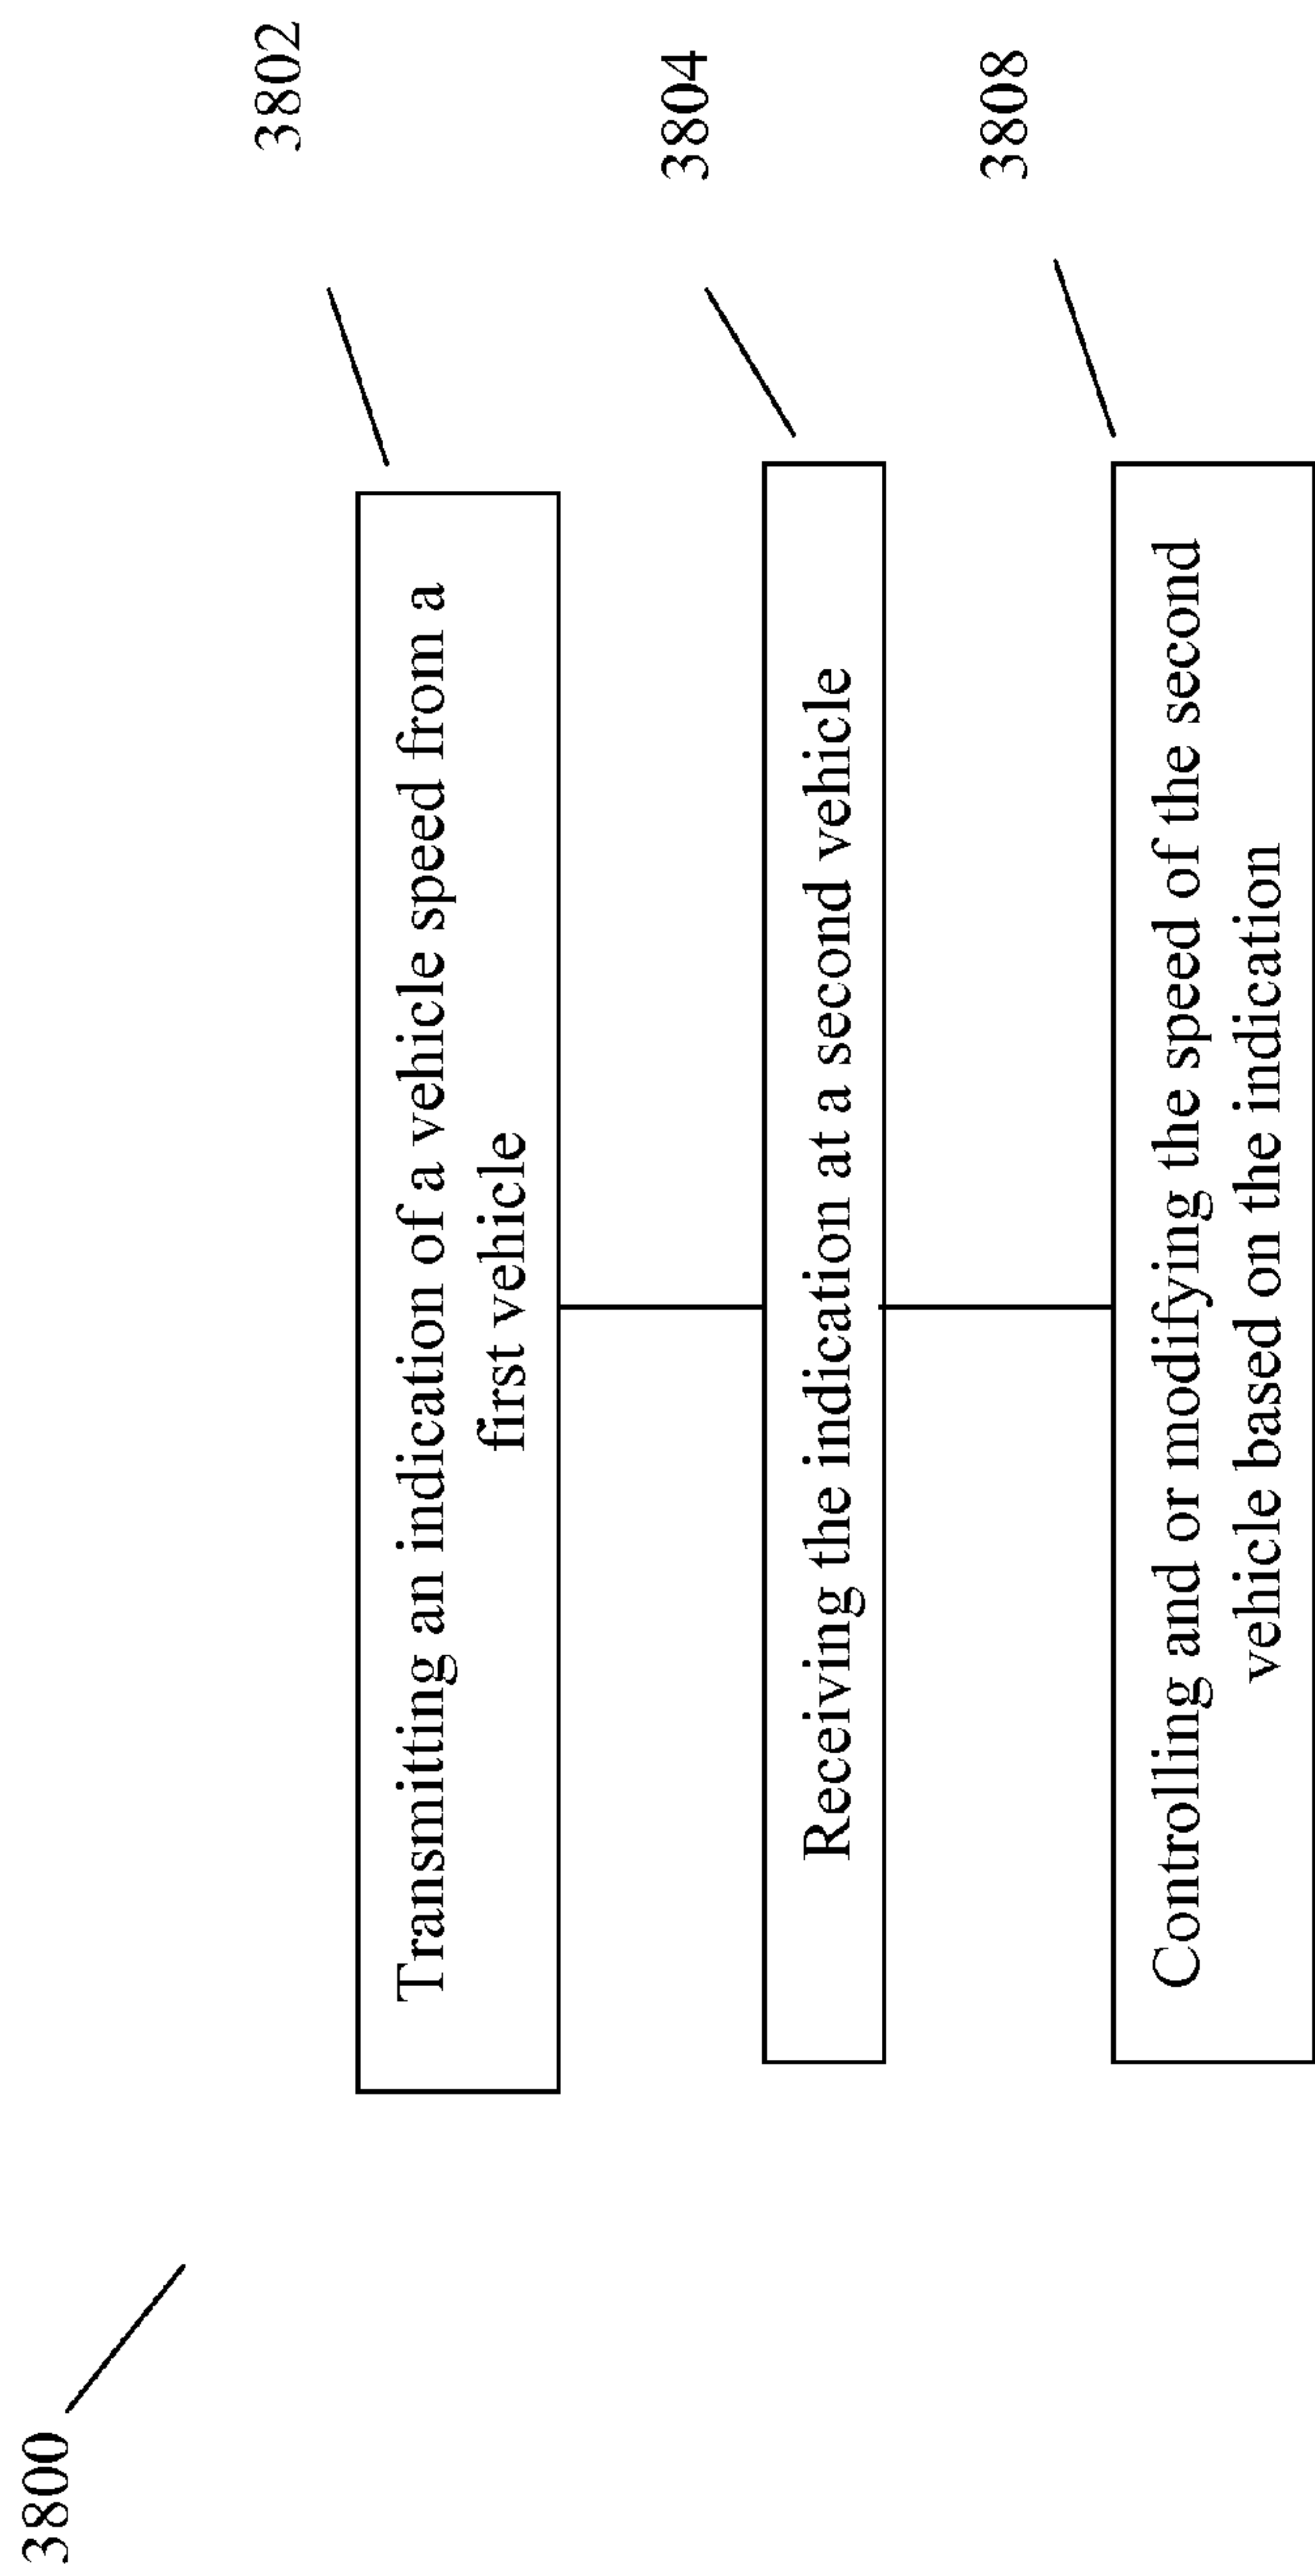 3800
3802
Transmitting an indication of a vehicle speed from a
first vehicle
3804
Receiving the indication at a second vehicle
3808
Controlling and or modifying the speed of the second
vehicle based on the indication